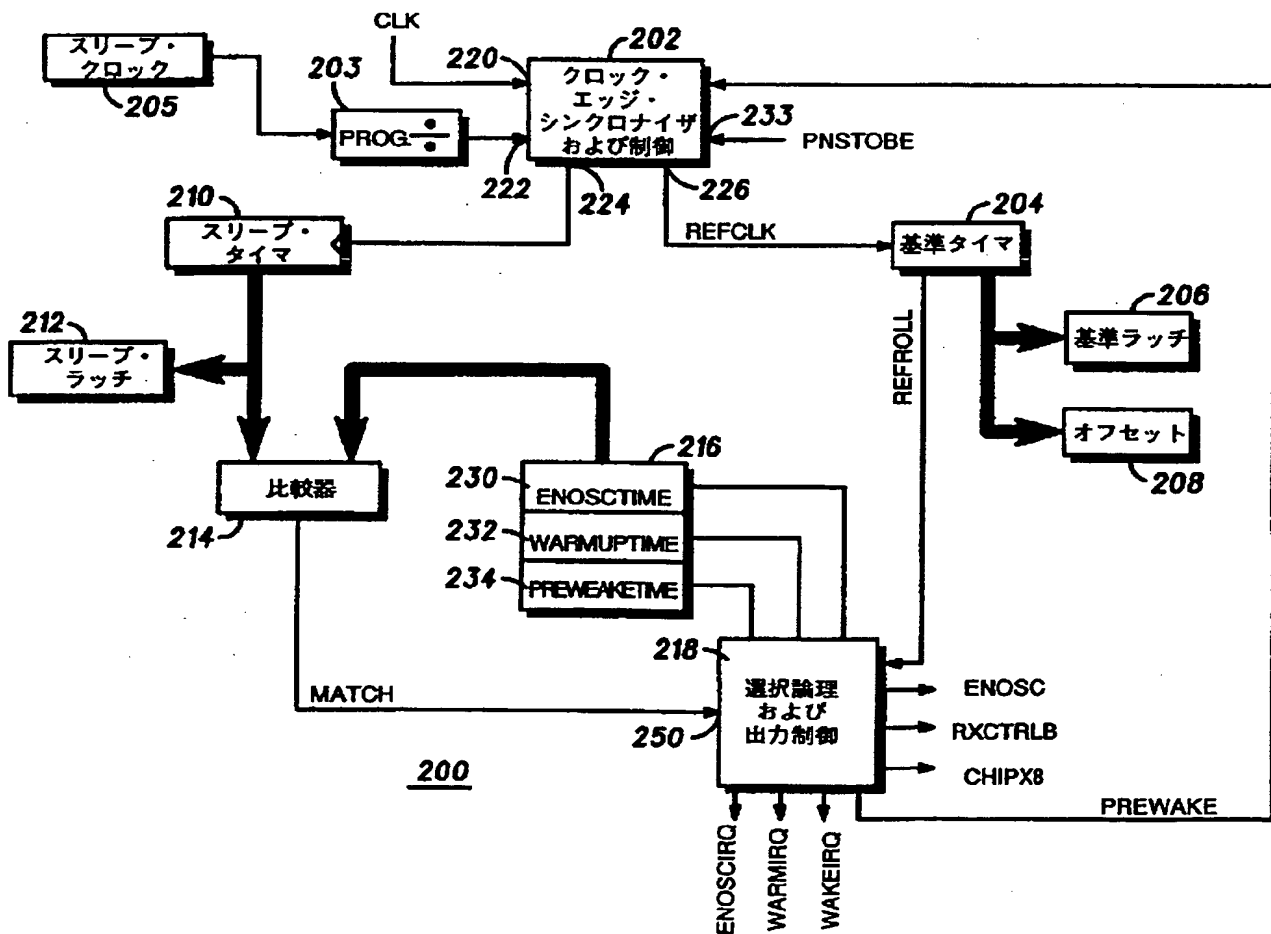 CLK
スリープ・
クロック
205
203
PROG.
220
202
クロック・
エッジ・
シンクロナイザ
および制御
233
PNSTOBE
222
224
226
210
スリープ・
タイマ
REFCLK
204
基準タイマ
206
基準ラッチ
212
スリープ・
ラッチ
REFROLL
オフセット
208
216
比較器
214
230
ENOSCTIME
232
WARMUPTIME
234
PREWEAKETIME
218
選択論理
および
出力制御
MATCH
250
ENOSC
RXCTRLB
CHIPX8
200
PREWAKE
ENOSCIRQ
WARMIRQ
WAKEIRQ